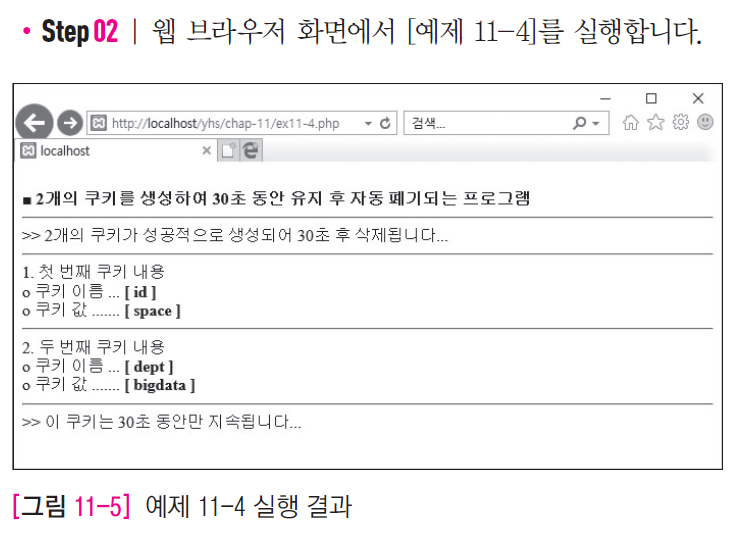 • Step 02 | 웹 브라우저 화면에서 [예제 11-4]를 실행합니다.
http://localhost/yhs/chap-11/ex11-4.php
검색...
localhost
■ 2개의 쿠키를 생성하여 30초 동안 유지 후 자동 폐기되는 프로그램
>> 2개의 쿠키가 성공적으로 생성되어 30초 후 삭제됩니다...
1. 첫 번째 쿠키 내용
o 쿠키 이름 ... [ id ]
o 쿠키 값 ....... [ space ]
2. 두 번째 쿠키 내용
o 쿠키 이름 ... [ dept ]
o 쿠키 값 ....... [ bigdata ]
>> 이 쿠키는 30초 동안만 지속됩니다...
[그림 11-5] 예제 11-4 실행 결과